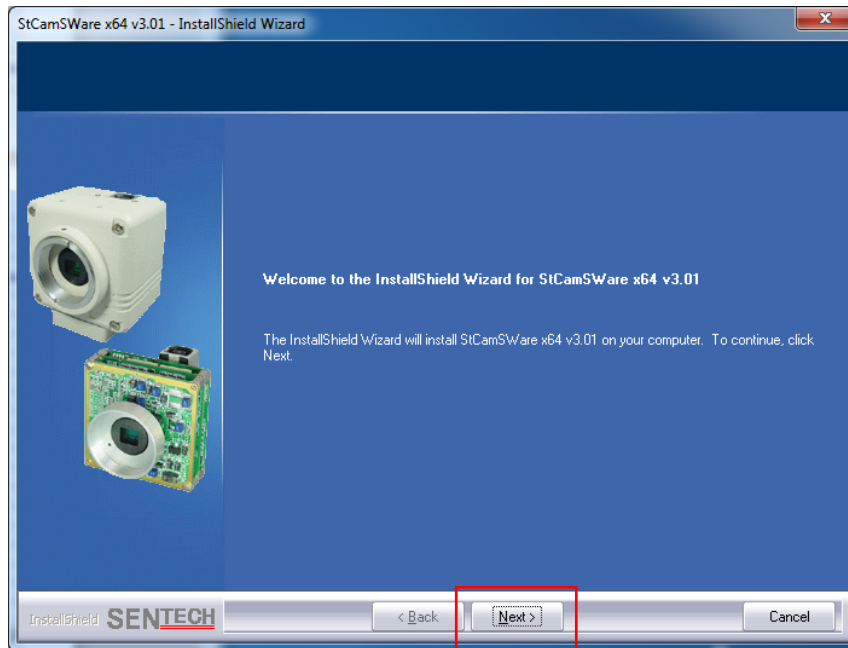 StCamSWare x64 v3.01 - InstallShield Wizard
X
Welcome to the InstallShield Wizard for StCamSWare x64 v3.01
The InstallShield Wizard will install StCamSWare x64 v3.01 on your computer. To continue, click
Next.
InstallShield SENTECH
< Back
Next >
Cancel